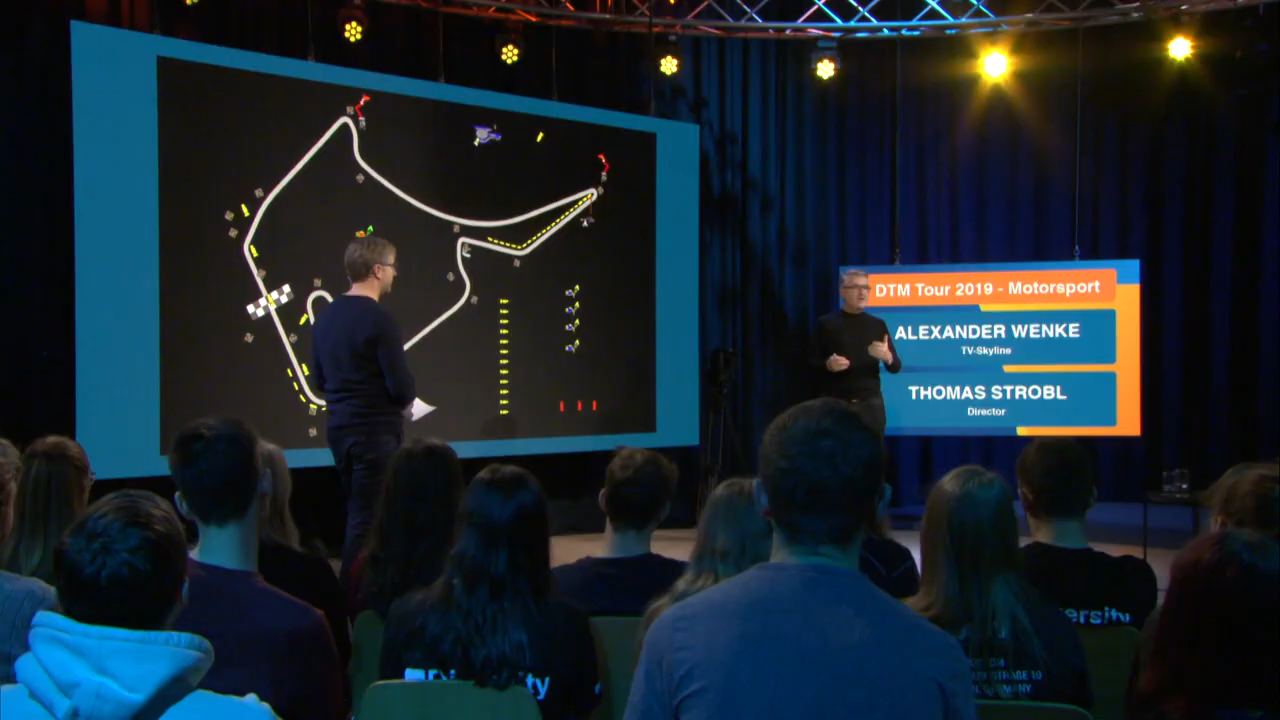 DTM Tour 2019 - Motorsport
ALEXANDER WENKE
TV-Skyline
THOMAS STROBL
Director